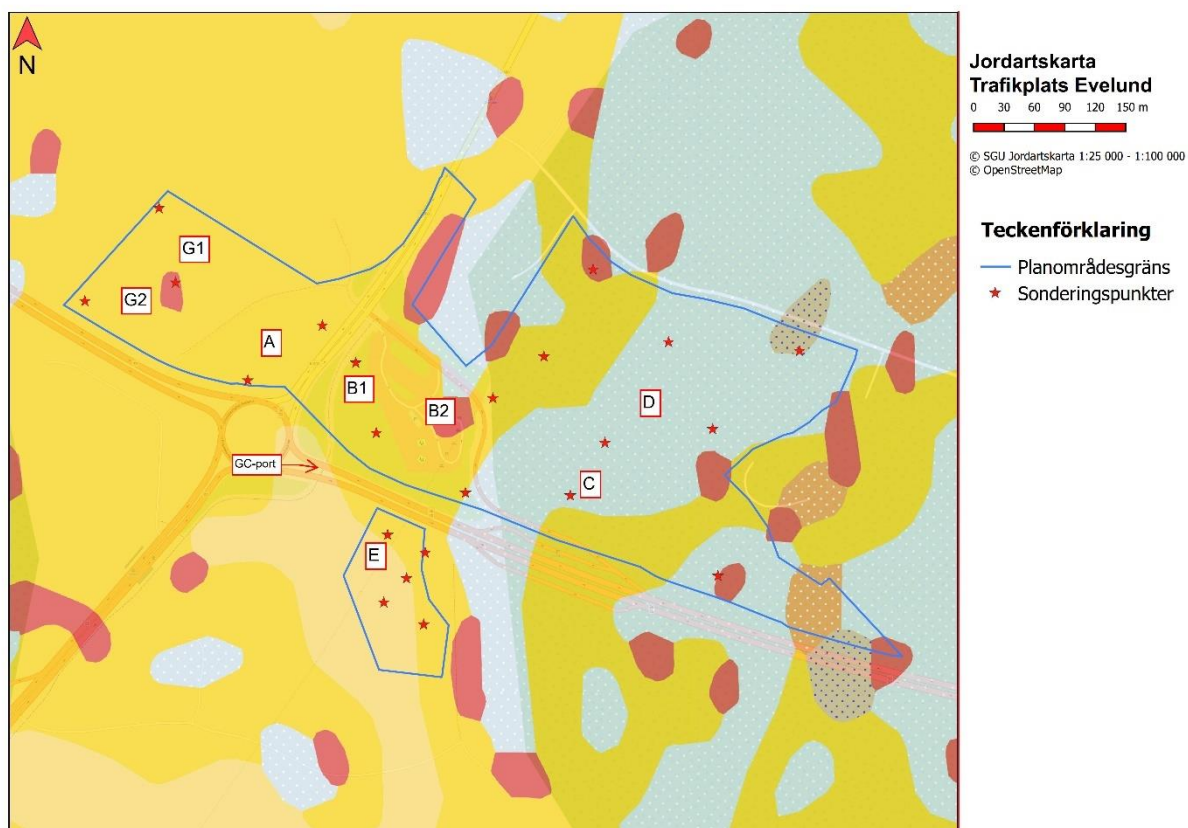 N
G1
G2
A
B1
B2
D
C
GC-port
E
Jordartskarta
Trafikplats Evelund
0 30 60 90 120 150 m
© SGU Jordartskarta 1:25 000 - 1:100 000
© OpenStreetMap
Teckenförklaring
Planområdesgräns
Sonderingspunkter